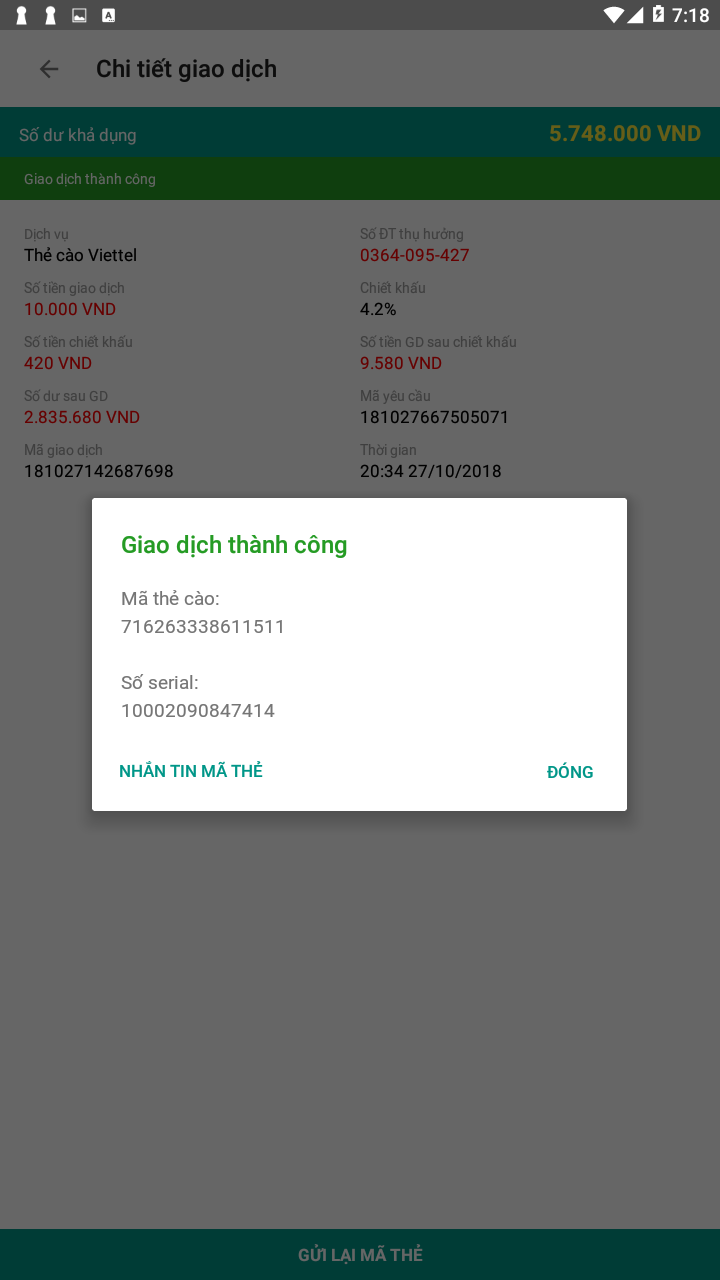 7:18
Chi tiết giao dịch
Số dư khả dụng 5.748.000 VND
Giao dịch thành công
Dịch vụ Số ĐT thụ hưởng
Thẻ cào Viettel 0364-095-427
Số tiền giao dịch Chiết khấu
10.000 VND 4.2%
Số tiền chiết khấu Số tiền GD sau chiết khấu
420 VND 9.580 VND
Số dư sau GD Mã yêu cầu
2.835.680 VND 181027667505071
Mã giao dịch Thời gian
181027142687698 20:34 27/10/2018
Giao dịch thành công
Mã thẻ cào:
716263338611511
Số serial:
10002090847414
NHẮN TIN MÃ THẺ ĐÓNG
GỬI LẠI MÃ THẺ